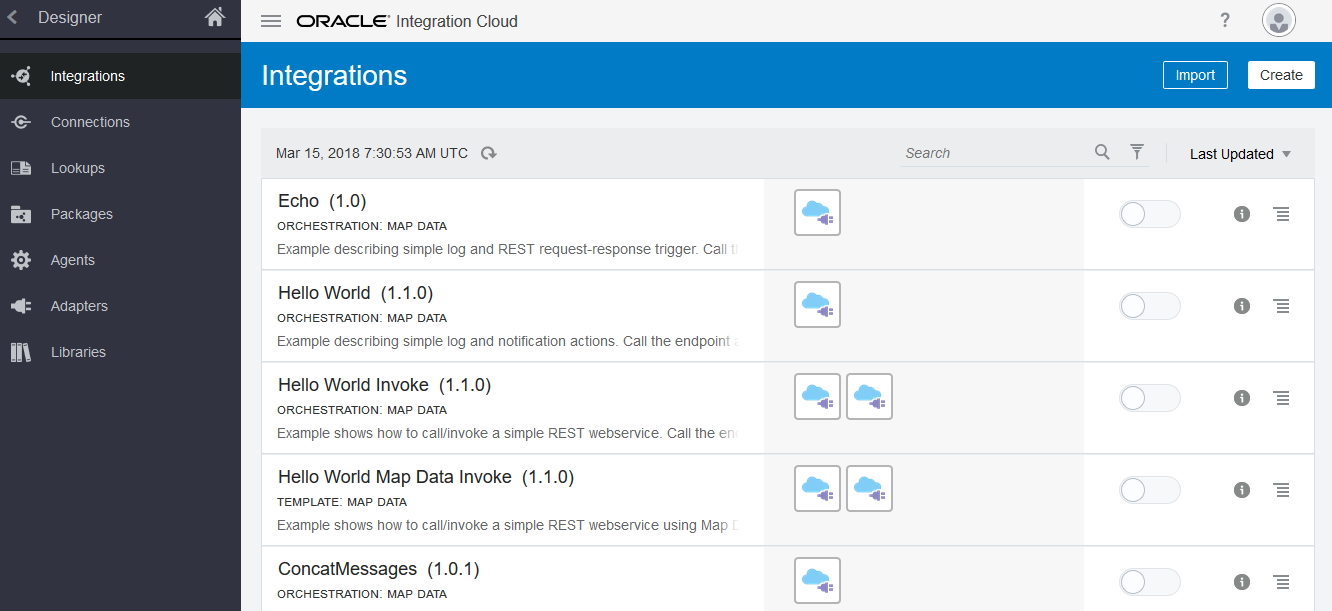 Designer
Integrations
Connections
Lookups
Packages
Agents
Adapters
Libraries
ORACLE® Integration Cloud
?
Integrations
Import
Create
Mar 15, 2018 7:30:53 AM UTC
Search
Last Updated
Echo (1.0)
ORCHESTRATION: MAP DATA
Example describing simple log and REST request-response trigger. Call
Hello World (1.1.0)
ORCHESTRATION: MAP DATA
Example describing simple log and notification actions. Call the endpoint
Hello World Invoke (1.1.0)
ORCHESTRATION: MAP DATA
Example shows how to call/invoke a simple REST webservice. Call the
Hello World Map Data Invoke (1.1.0)
TEMPLATE: MAP DATA
Example shows how to call/invoke a simple REST webservice using Map
ConcatMessages (1.0.1)
ORCHESTRATION: MAP DATA